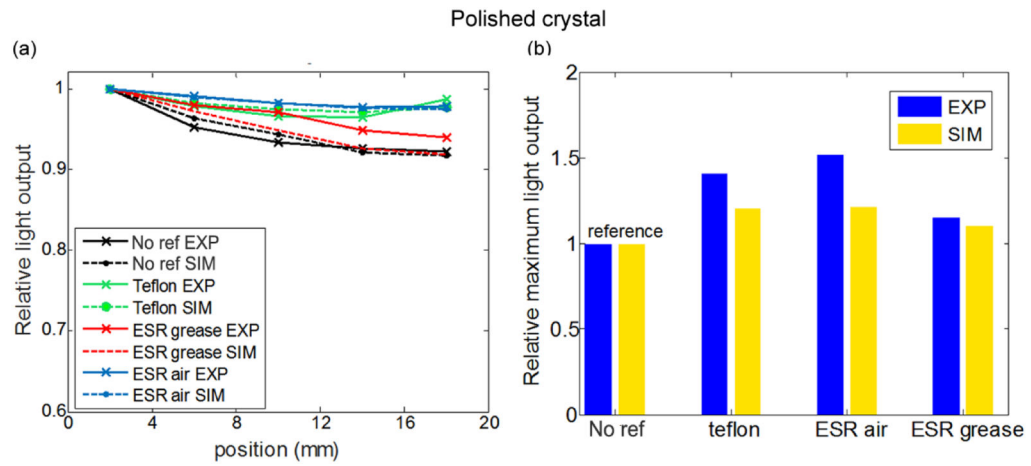 Polished crystal
(a)
Relative light output
1
0.9
0.8
0.7
0.6
0
4
8
12
16
20
position (mm)
No ref EXP
No ref SIM
Teflon EXP
Teflon SIM
ESR grease EXP
ESR grease SIM
ESR air EXP
ESR air SIM
(b)
Relative maximum light output
2
1.5
1
0.5
0
EXP
SIM
reference
No ref
teflon
ESR air
ESR grease